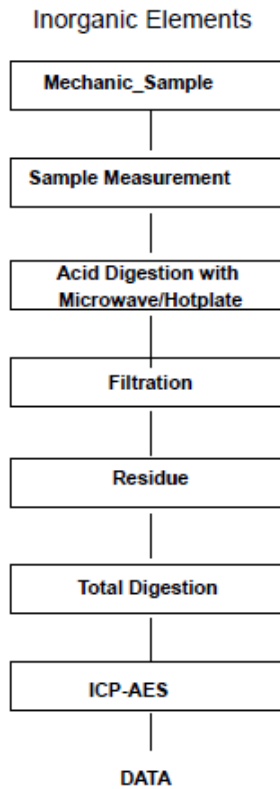 Inorganic Elements
Mechanic_Sample
Sample Measurement
Acid Digestion with
Microwave/Hotplate
Filtration
Residue
Total Digestion
ICP-AES
DATA